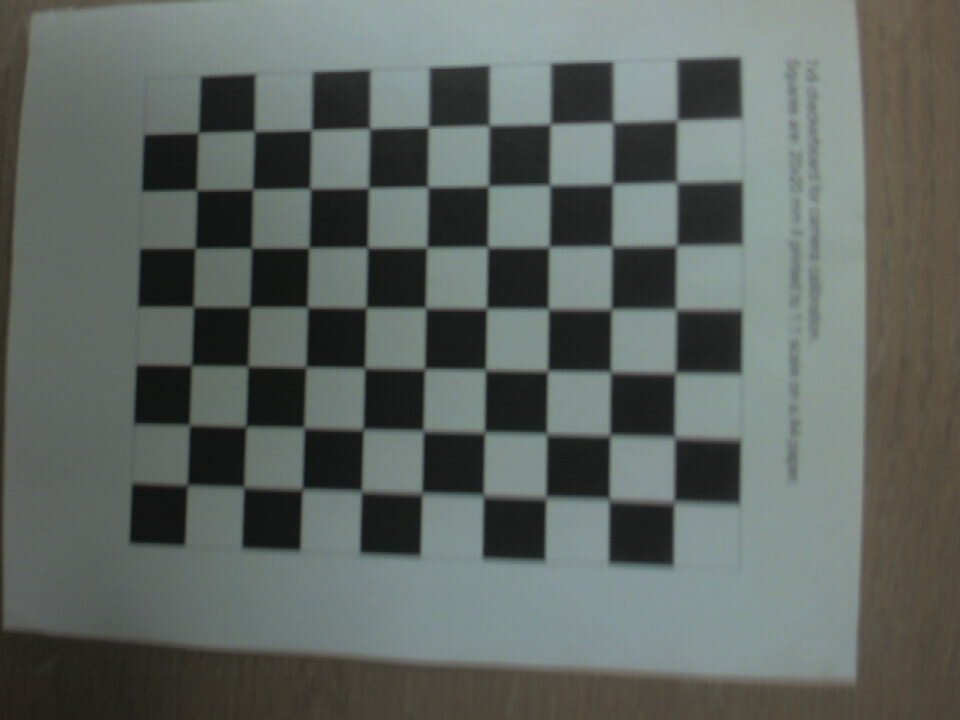 7x9 checkerboard for camera calibration.
Squares are 20x20 mm if printed to 1:1 scale on a A4 paper.